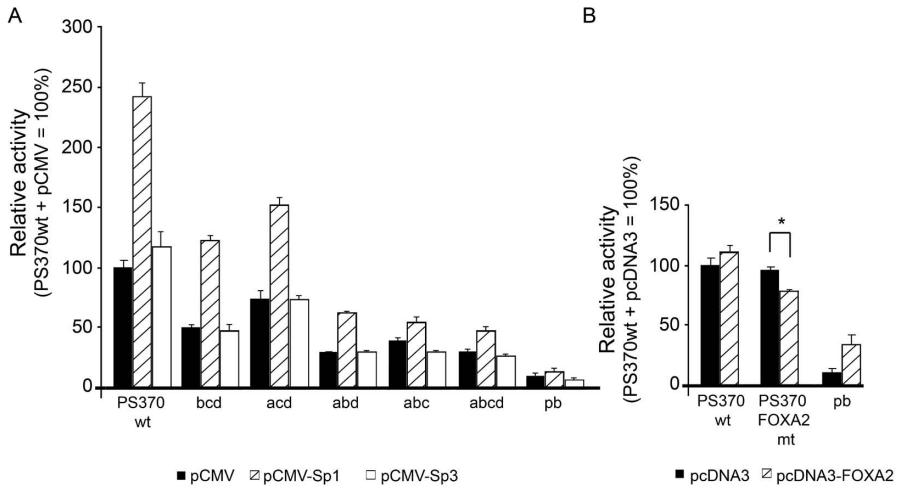 A
Relative activity
(PS370wt + pCMV = 100%)
300
250
200
150
100
50
0
PS370
wt
bcd
acd
abd
abc
abcd
pb
pCMV
pCMV-Sp1
pCMV-Sp3
B
Relative activity
(PS370wt + pcDNA3 = 100%)
150
100
50
0
*
PS370
wt
PS370
FOXA2
mt
pb
pcDNA3
pcDNA3-FOXA2